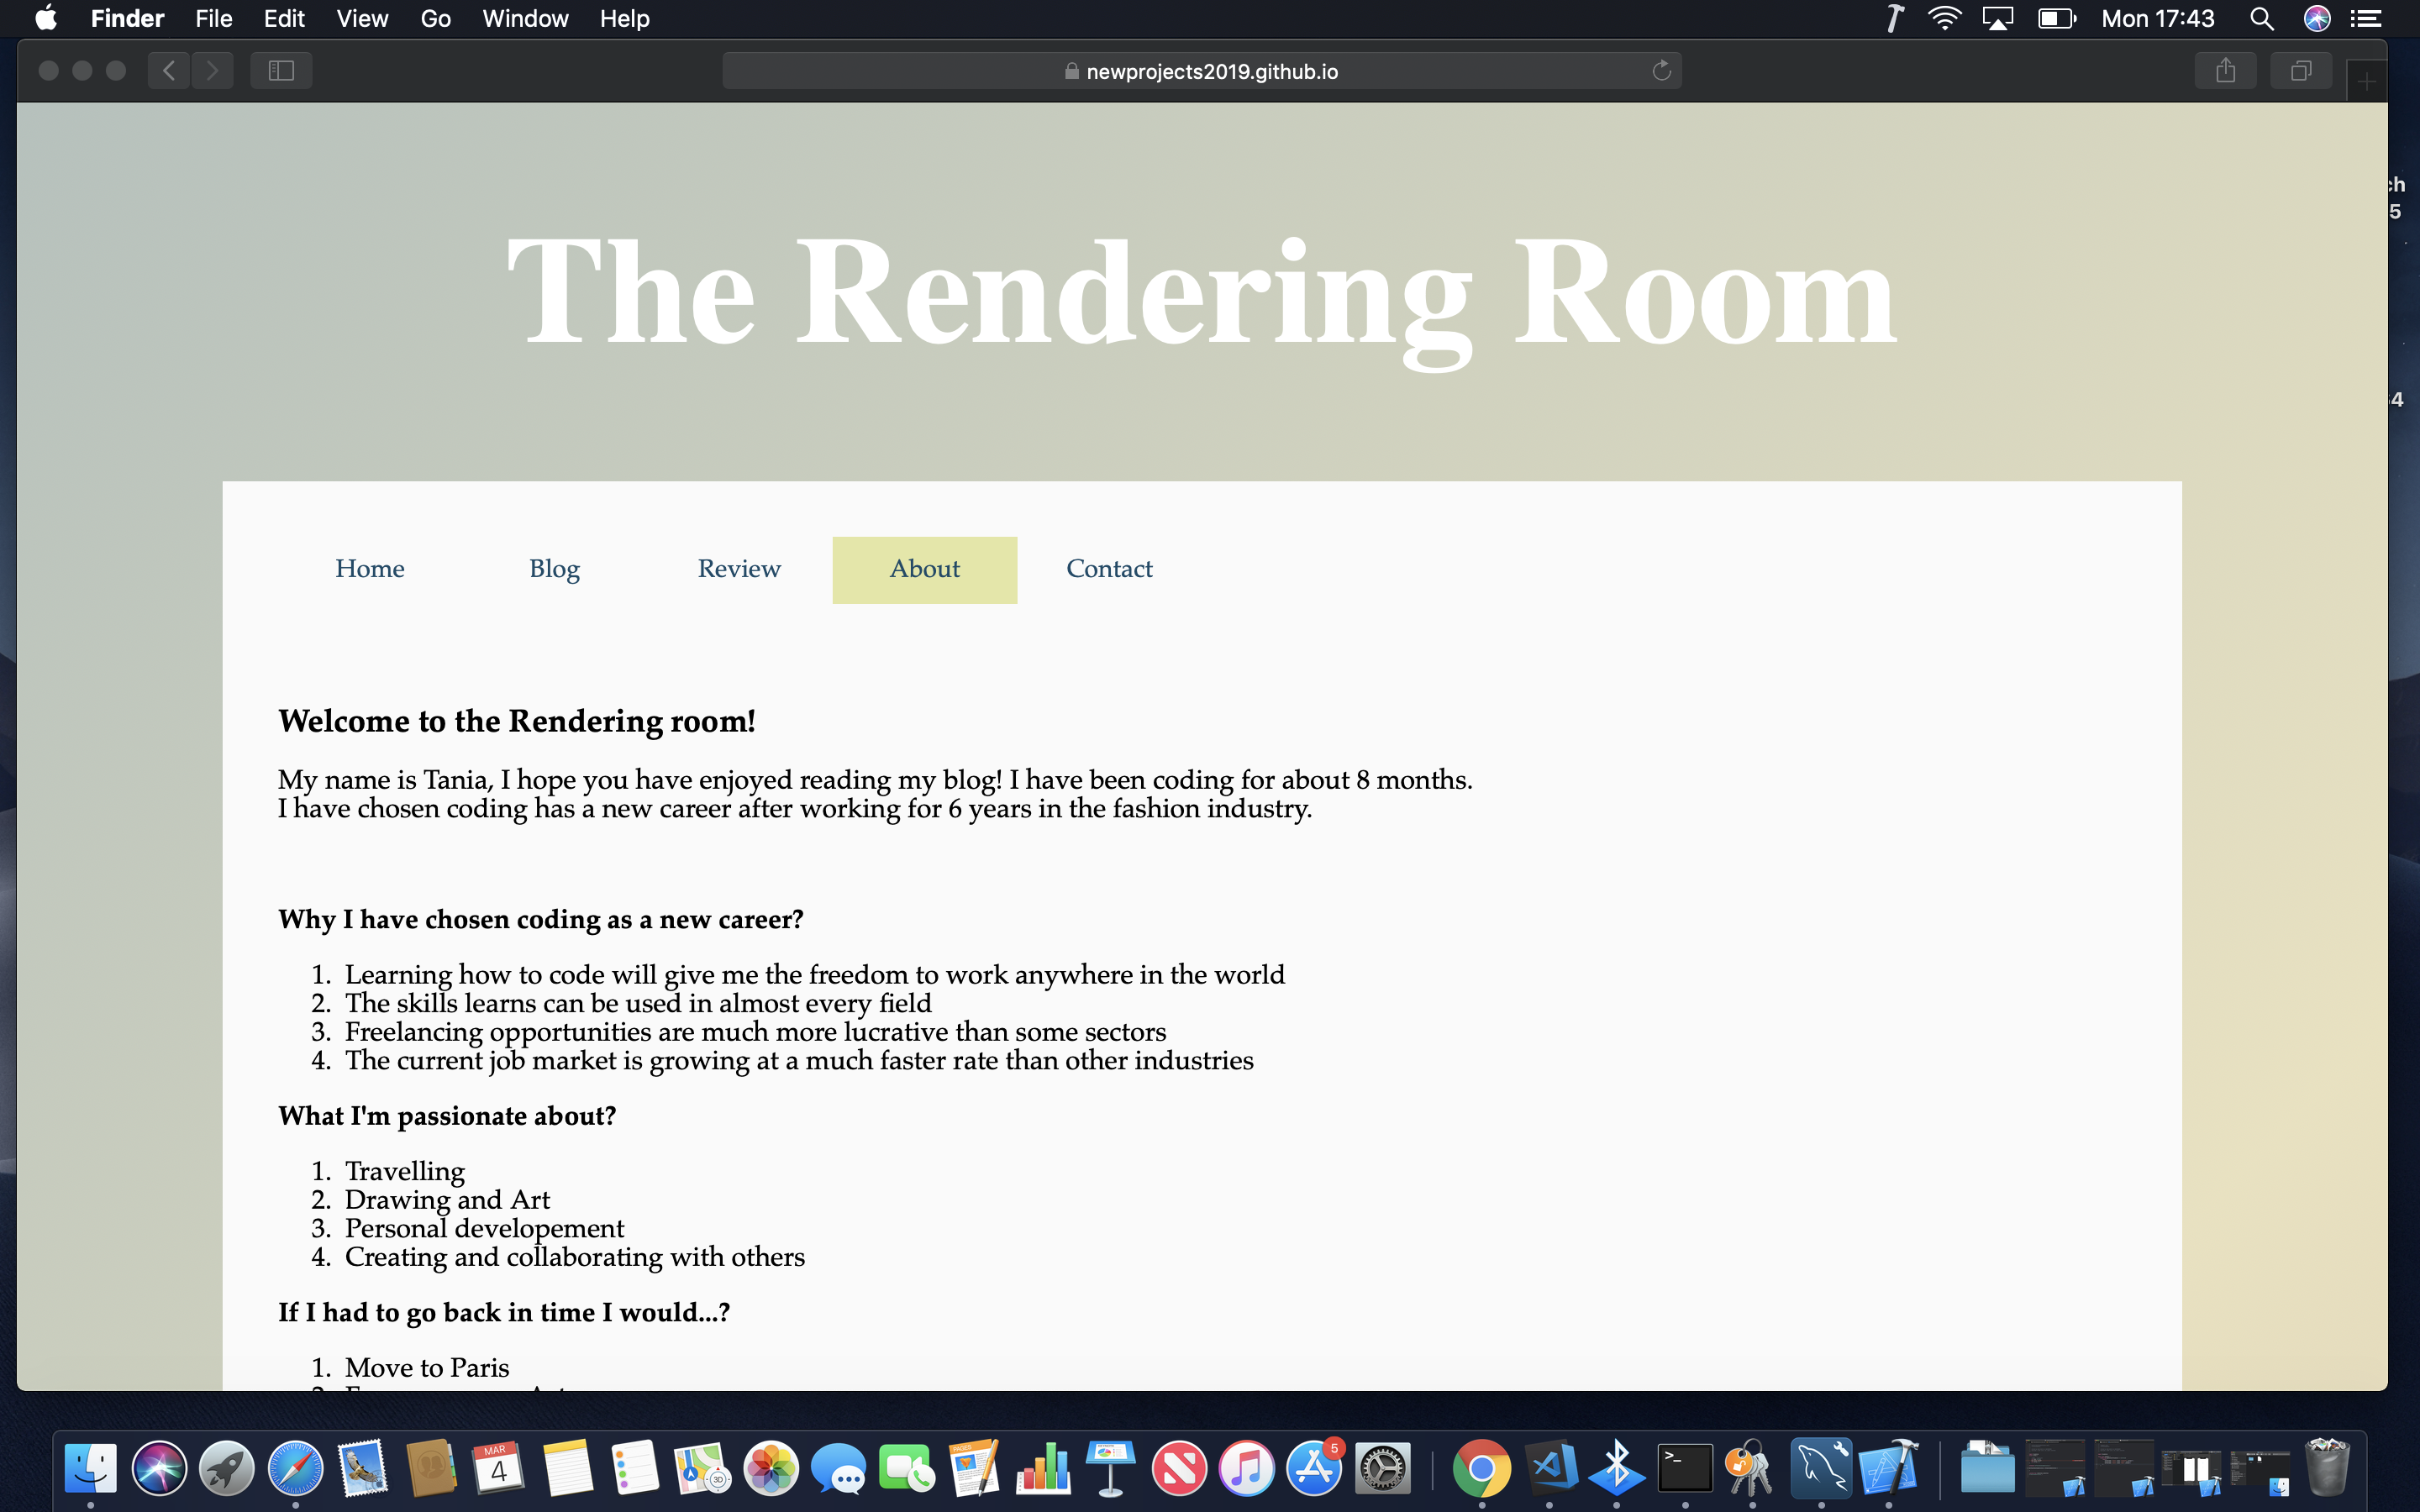 Finder File Edit View Go Window Help Mon 17:43
newprojects2019.github.io
ch
5
The Rendering Room
4
Home Blog Review About Contact
Welcome to the Rendering room!
My name is Tania, I hope you have enjoyed reading my blog! I have been coding for about 8 months.
I have chosen coding has a new career after working for 6 years in the fashion industry.
Why I have chosen coding as a new career?
1. Learning how to code will give me the freedom to work anywhere in the world
2. The skills learns can be used in almost every field
3. Freelancing opportunities are much more lucrative than some sectors
4. The current job market is growing at a much faster rate than other industries
What I'm passionate about?
1. Travelling
2. Drawing and Art
3. Personal developement
4. Creating and collaborating with others
If I had to go back in time I would...?
1. Move to Paris
MAR
4
3D
PAGES
5
>_